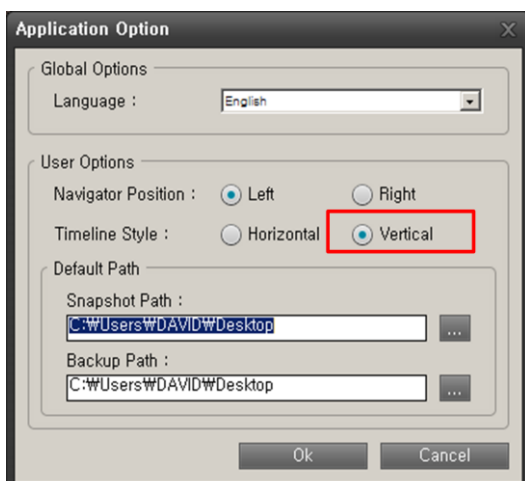 Application Option
Global Options
Language :
English
User Options
Navigator Position : Left Right
Timeline Style : Horizontal Vertical
Default Path
Snapshot Path :
C:₩Users₩DAVID₩Desktop
...
Backup Path :
C:₩Users₩DAVID₩Desktop
...
Ok Cancel